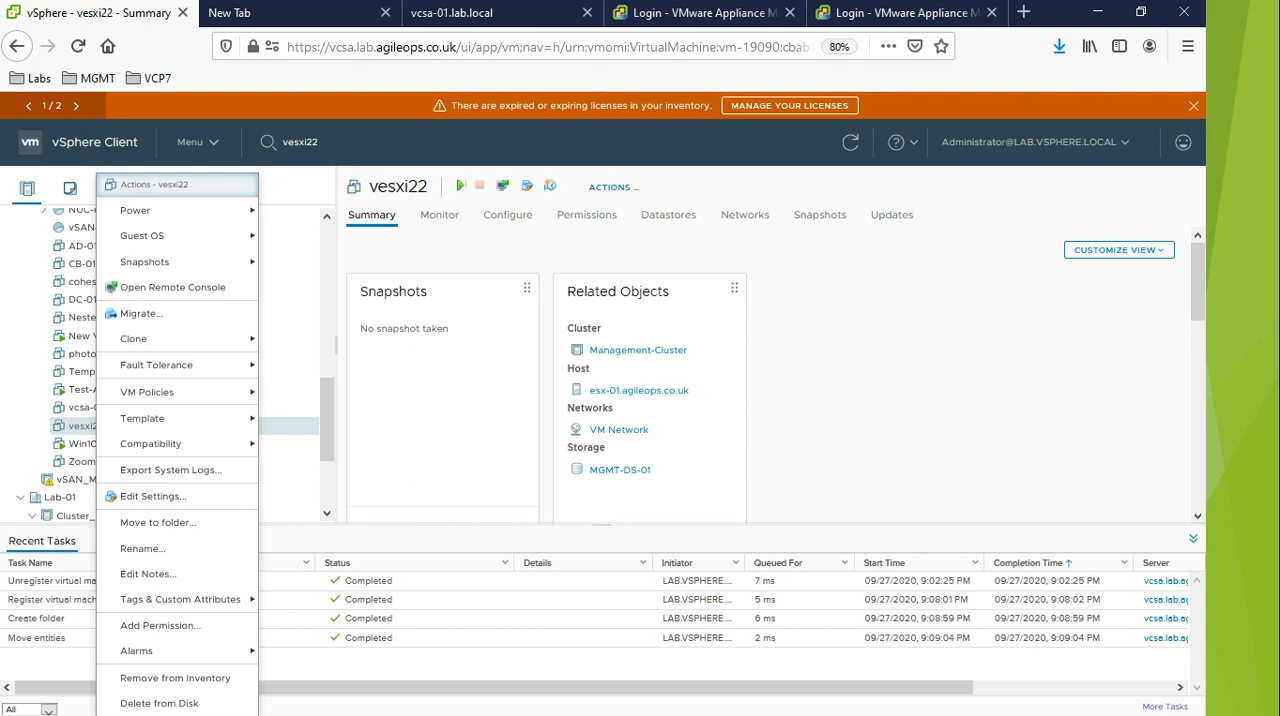 vSphere - vesxi22 - Summary
New Tab
vcsa-01.lab.local
Login - VMware Appliance M
Login - VMware Appliance M
https://vcsa.lab.agileops.co.uk/ui/app/vm;nav=h/urn:vmomi:VirtualMachine:vm-19090:cbab
80%
Labs
MGMT
VCP7
1 / 2
There are expired or expiring licenses in your inventory.
MANAGE YOUR LICENSES
vm
vSphere Client
Menu
vesxi22
Administrator@LAB.VSPHERE.LOCAL
Actions - vesxi22
Power
Guest OS
Snapshots
Open Remote Console
Migrate...
Clone
Fault Tolerance
VM Policies
Template
Compatibility
Export System Logs...
Edit Settings...
Move to folder...
Rename...
Edit Notes...
Tags & Custom Attributes
Add Permission...
Alarms
Remove from Inventory
Delete from Disk
vSAN
AD-01
CB-01
cohes
DC-01
Neste
New V
photo
Temp
Test-A
vcsa-
vesxi2
Win10
Zoom
vSAN_M
Lab-01
Cluster_
vesxi22
ACTIONS ...
Summary
Monitor
Configure
Permissions
Datastores
Networks
Snapshots
Updates
CUSTOMIZE VIEW
Snapshots
No snapshot taken
Related Objects
Cluster
Management-Cluster
Host
esx-01.agileops.co.uk
Networks
VM Network
Storage
MGMT-DS-01
Recent Tasks
Task Name
Status
Details
Initiator
Queued For
Start Time
Completion Time
Server
Unregister virtual ma
Completed
LAB.VSPHERE....
7 ms
09/27/2020, 9:02:25 PM
09/27/2020, 9:02:25 PM
vcsa.lab.ag
Register virtual mach
Completed
LAB.VSPHERE....
5 ms
09/27/2020, 9:08:01 PM
09/27/2020, 9:08:02 PM
vcsa.lab.ag
Create folder
Completed
LAB.VSPHERE....
6 ms
09/27/2020, 9:08:59 PM
09/27/2020, 9:08:59 PM
vcsa.lab.ag
Move entities
Completed
LAB.VSPHERE....
2 ms
09/27/2020, 9:09:04 PM
09/27/2020, 9:09:04 PM
vcsa.lab.ag
All
More Tasks